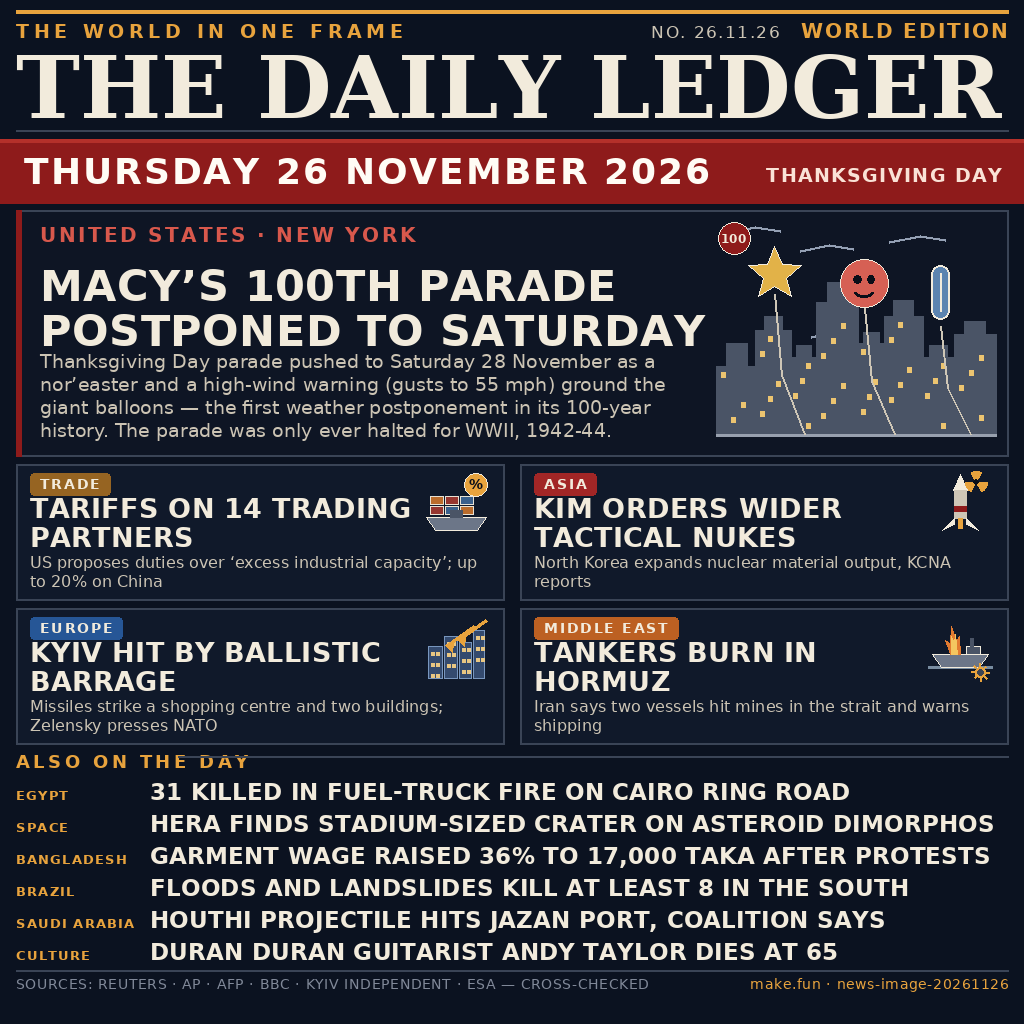 THE WORLD IN ONE FRAME
NO. 26.11.26 WORLD EDITION
THE DAILY LEDGER
THURSDAY 26 NOVEMBER 2026
THANKSGIVING DAY
UNITED STATES · NEW YORK
MACY’S 100TH PARADE
POSTPONED TO SATURDAY
Thanksgiving Day parade pushed to Saturday 28 November as a
nor’easter and a high-wind warning (gusts to 55 mph) ground the
giant balloons — the first weather postponement in its 100-year
history. The parade was only ever halted for WWII, 1942-44.
100
TRADE
%
TARIFFS ON 14 TRADING
PARTNERS
US proposes duties over ‘excess industrial capacity’; up
to 20% on China
ASIA
KIM ORDERS WIDER
TACTICAL NUKES
North Korea expands nuclear material output, KCNA
reports
EUROPE
KYIV HIT BY BALLISTIC
BARRAGE
Missiles strike a shopping centre and two buildings;
Zelensky presses NATO
MIDDLE EAST
TANKERS BURN IN
HORMUZ
Iran says two vessels hit mines in the strait and warns
shipping
ALSO ON THE DAY
EGYPT 31 KILLED IN FUEL-TRUCK FIRE ON CAIRO RING ROAD
SPACE HERA FINDS STADIUM-SIZED CRATER ON ASTEROID DIMORPHOS
BANGLADESH GARMENT WAGE RAISED 36% TO 17,000 TAKA AFTER PROTESTS
BRAZIL FLOODS AND LANDSLIDES KILL AT LEAST 8 IN THE SOUTH
SAUDI ARABIA HOUTHI PROJECTILE HITS JAZAN PORT, COALITION SAYS
CULTURE DURAN DURAN GUITARIST ANDY TAYLOR DIES AT 65
SOURCES: REUTERS · AP · AFP · BBC · KYIV INDEPENDENT · ESA — CROSS-CHECKED
make.fun · news-image-20261126